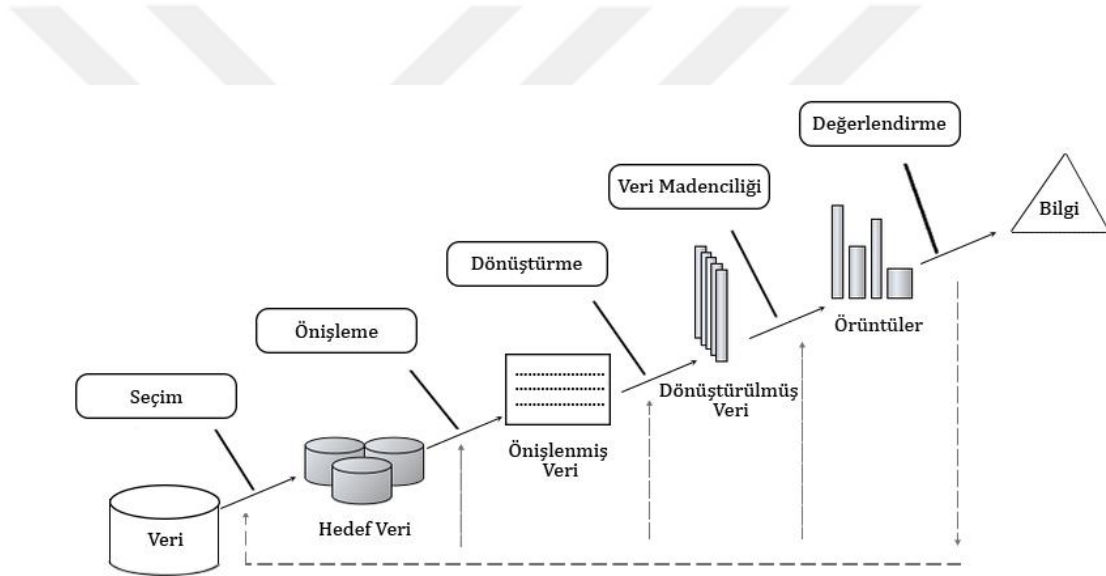 Değerlendirme
Veri Madenciliği
Bilgi
Dönüştürme
Örüntüler
Önişleme
Dönüştürülmüş
Veri
Seçim
Önişlenmiş
Veri
Hedef Veri
Veri